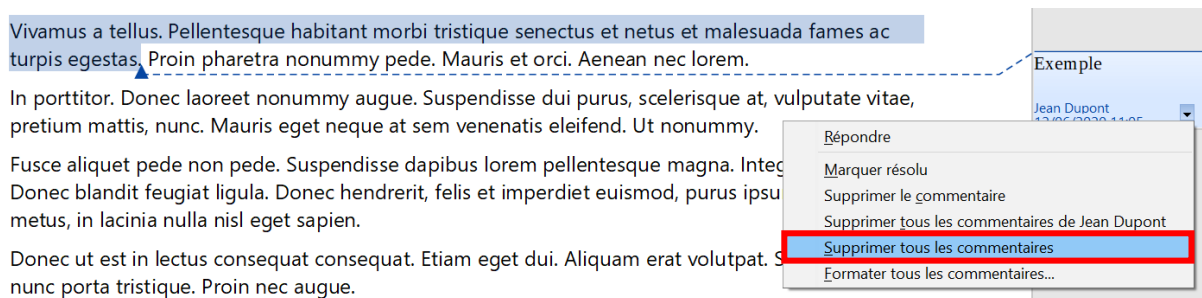 Vivamus a tellus. Pellentesque habitant morbi tristique senectus et netus et malesuada fames ac
turpis egestas. Proin pharetra nonummy pede. Mauris et orci. Aenean nec lorem.
In porttitor. Donec laoreet nonummy augue. Suspendisse dui purus, scelerisque at, vulputate vitae,
pretium mattis, nunc. Mauris eget neque at sem venenatis eleifend. Ut nonummy.
Fusce aliquet pede non pede. Suspendisse dapibus lorem pellentesque magna. Integ
Donec blandit feugiat ligula. Donec hendrerit, felis et imperdiet euismod, purus ipsu
metus, in lacinia nulla nisl eget sapien.
Donec ut est in lectus consequat consequat. Etiam eget dui. Aliquam erat volutpat. S
nunc porta tristique. Proin nec augue.
Exemple
Jean Dupont
Répondre
Marquer résolu
Supprimer le commentaire
Supprimer tous les commentaires de Jean Dupont
Supprimer tous les commentaires
Formater tous les commentaires...